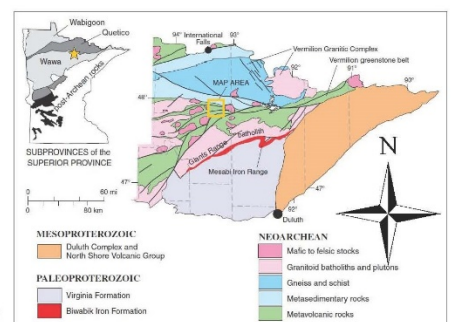 Wabigoon
Quetico
Wawa
post-Archean rocks
SUBPROVINCES of the
SUPERIOR PROVINCE
0 60 mi
0 80 km
94° International
Falls
93°
Vermilion Granitic Complex
Vermilion greenstone belt
92°
91°
90°
MAP AREA
48°
Giants Range batholith
Mesabi Iron Range
47°
47°
92°
Duluth
N
MESOPROTEROZOIC
Duluth Complex and
North Shore Volcanic Group
PALEOPROTEROZOIC
Virginia Formation
Biwabik Iron Formation
NEOARCHEAN
Mafic to felsic stocks
Granitoid batholiths and plutons
Gneiss and schist
Metasedimentary rocks
Metavolcanic rocks